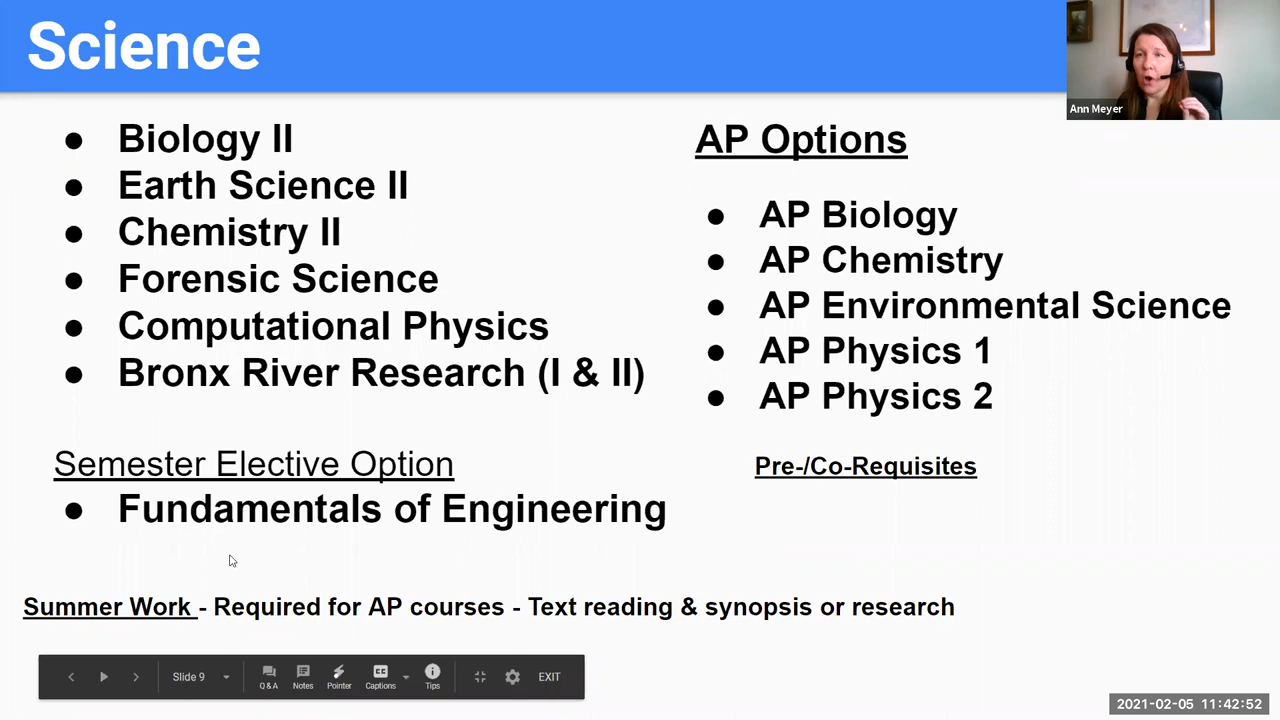 Science
Ann Meyer
● Biology II
● Earth Science II
● Chemistry II
● Forensic Science
● Computational Physics
● Bronx River Research (I & II)
Semester Elective Option
● Fundamentals of Engineering
AP Options
● AP Biology
● AP Chemistry
● AP Environmental Science
● AP Physics 1
● AP Physics 2
Pre-/Co-Requisites
Summer Work - Required for AP courses - Text reading & synopsis or research
Slide 9
Q & A
Notes
Pointer
CC
Captions
Tips
EXIT
2021-02-05 11:42:52